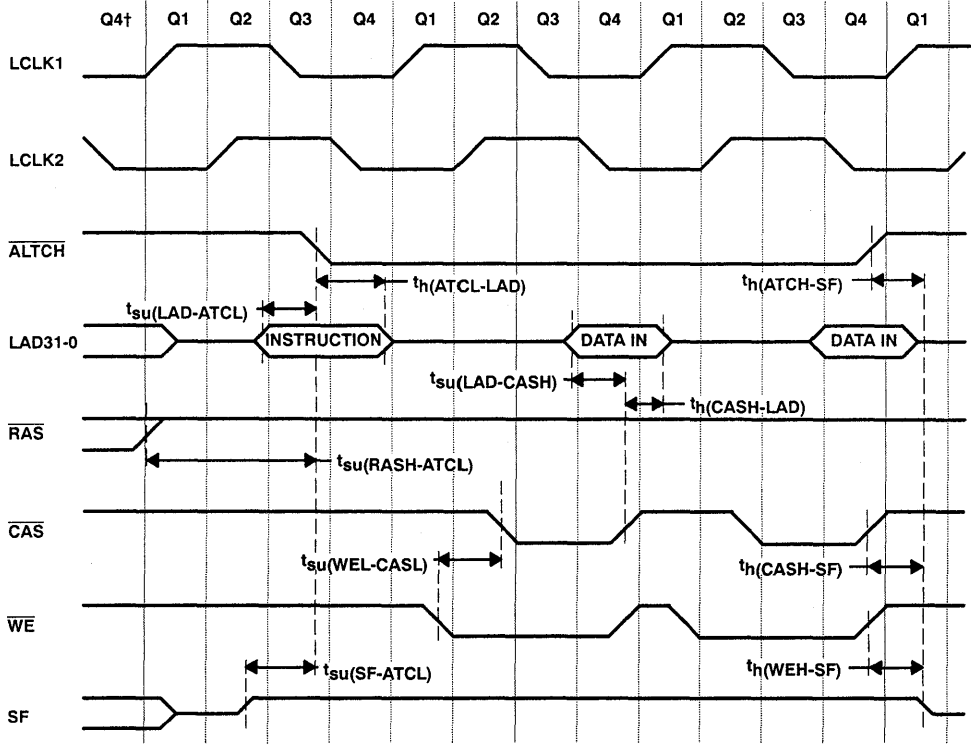 Q4† Q1 Q2 Q3 Q4 Q1 Q2 Q3 Q4 Q1 Q2 Q3 Q4 Q1
LCLK1
LCLK2
ALTCH
th(ATCL-LAD)
th(ATCH-SF)
tsu(LAD-ATCL)
LAD31-0
INSTRUCTION
DATA IN
DATA IN
tsu(LAD-CASH)
th(CASH-LAD)
RAS
tsu(RASH-ATCL)
CAS
tsu(WEL-CASL)
th(CASH-SF)
WE
tsu(SF-ATCL)
th(WEH-SF)
SF